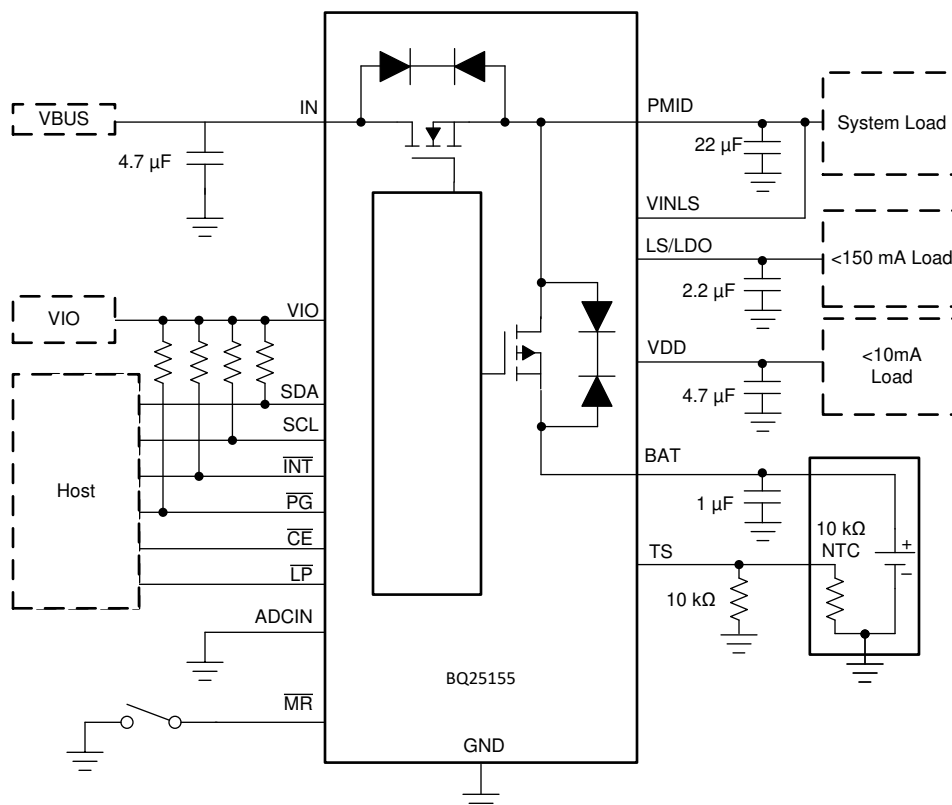 IN
PMID
VBUS
System Load
4.7 µF
22 µF
VINLS
LS/LDO
<150 mA Load
2.2 µF
VIO
VIO
VDD
<10mA
Load
4.7 µF
SDA
SCL
INT
BAT
Host
PG
1 µF
10 kΩ
NTC
+
−
CE
TS
LP
10 kΩ
ADCIN
BQ25155
MR
GND